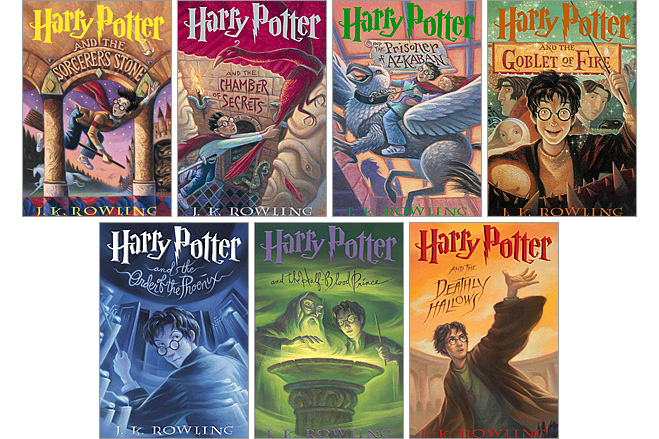 Harry Potter
AND THE
SORCERER'S STONE
J. K. ROWLING
Harry Potter
AND THE
CHAMBER
OF
SECRETS
J. K. ROWLING
Harry Potter
AND THE
Prisoner
of
AZKABAN
J. K. ROWLING
Harry Potter
AND THE
GOBLET OF FIRE
J. K. ROWLING
Harry Potter
and the
Order of the Phoenix
J. K. ROWLING
Harry Potter
and the Half-Blood Prince
J. K. ROWLING
Harry Potter
AND THE
DEATHLY
HALLOWS
J. K. ROWLING